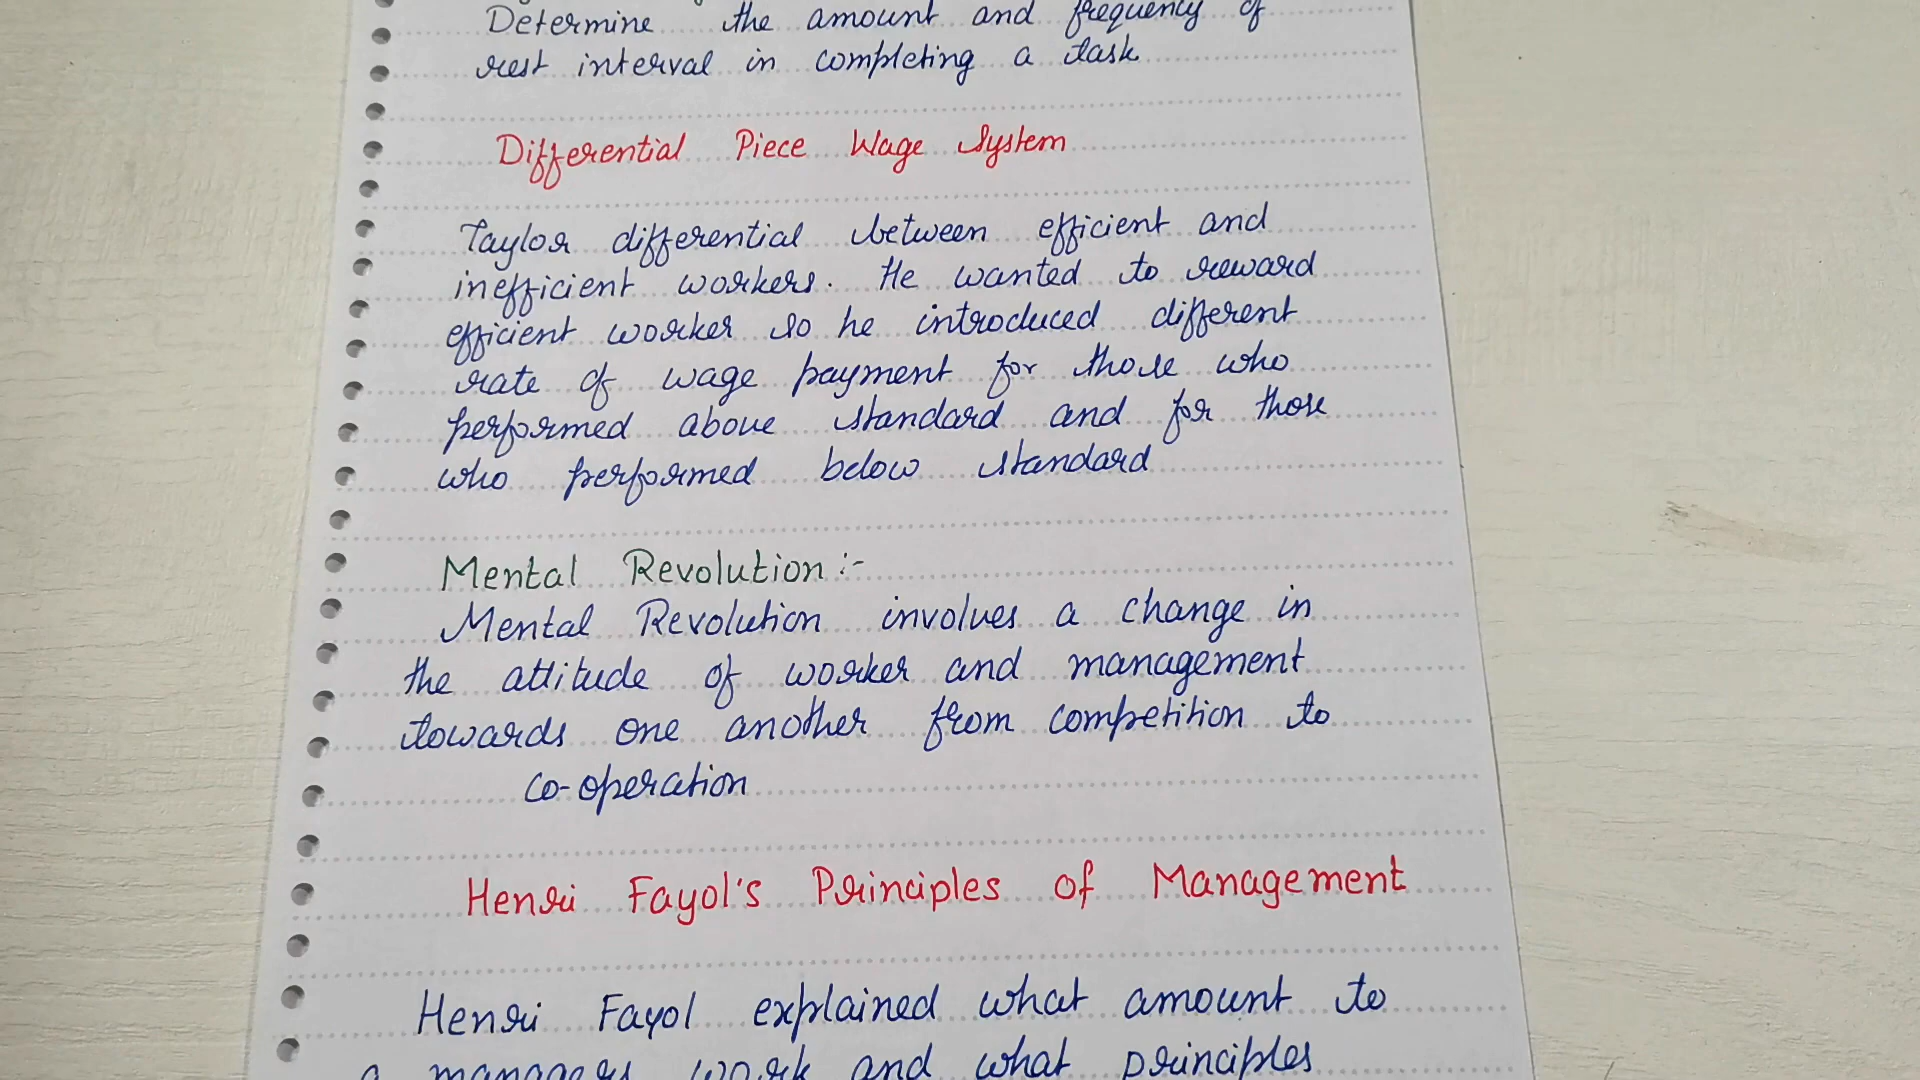 Determine the amount and frequency of
rest interval in completing a task
Differential Piece Wage System
Taylor differential between efficient and
inefficient workers. He wanted to reward
efficient worker so he introduced different
rate of wage payment for those who
performed above standard and for those
who performed below standard
Mental Revolution :-
Mental Revolution involves a change in
the attitude of worker and management
towards one another from competition to
co-operation
Henri Fayol's Principles of Management
Henri Fayol explained what amount to
a managers work and what principles